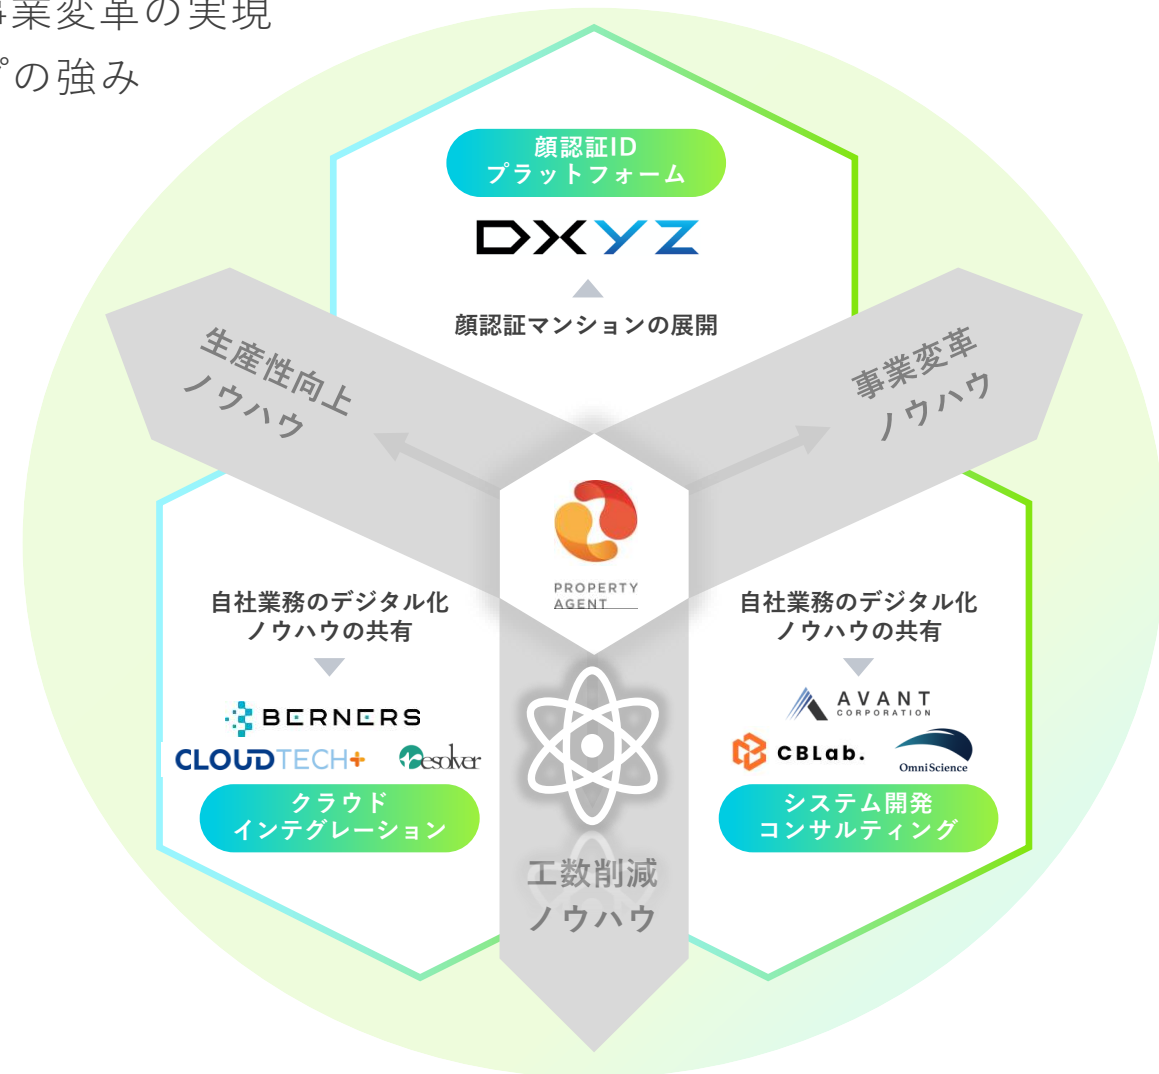 事業変革の実現
プの強み
顔認証ID
プラットフォーム
DXYZ
顔認証マンションの展開
生産性向上
ノウハウ
事業変革
ノウハウ
PROPERTY
AGENT
自社業務のデジタル化
ノウハウの共有
BERNERS
CLOUDTECH+
Resolver
クラウド
インテグレーション
自社業務のデジタル化
ノウハウの共有
AVANT
CORPORATION
CBLab.
OmniScience
システム開発
コンサルティング
工数削減
ノウハウ